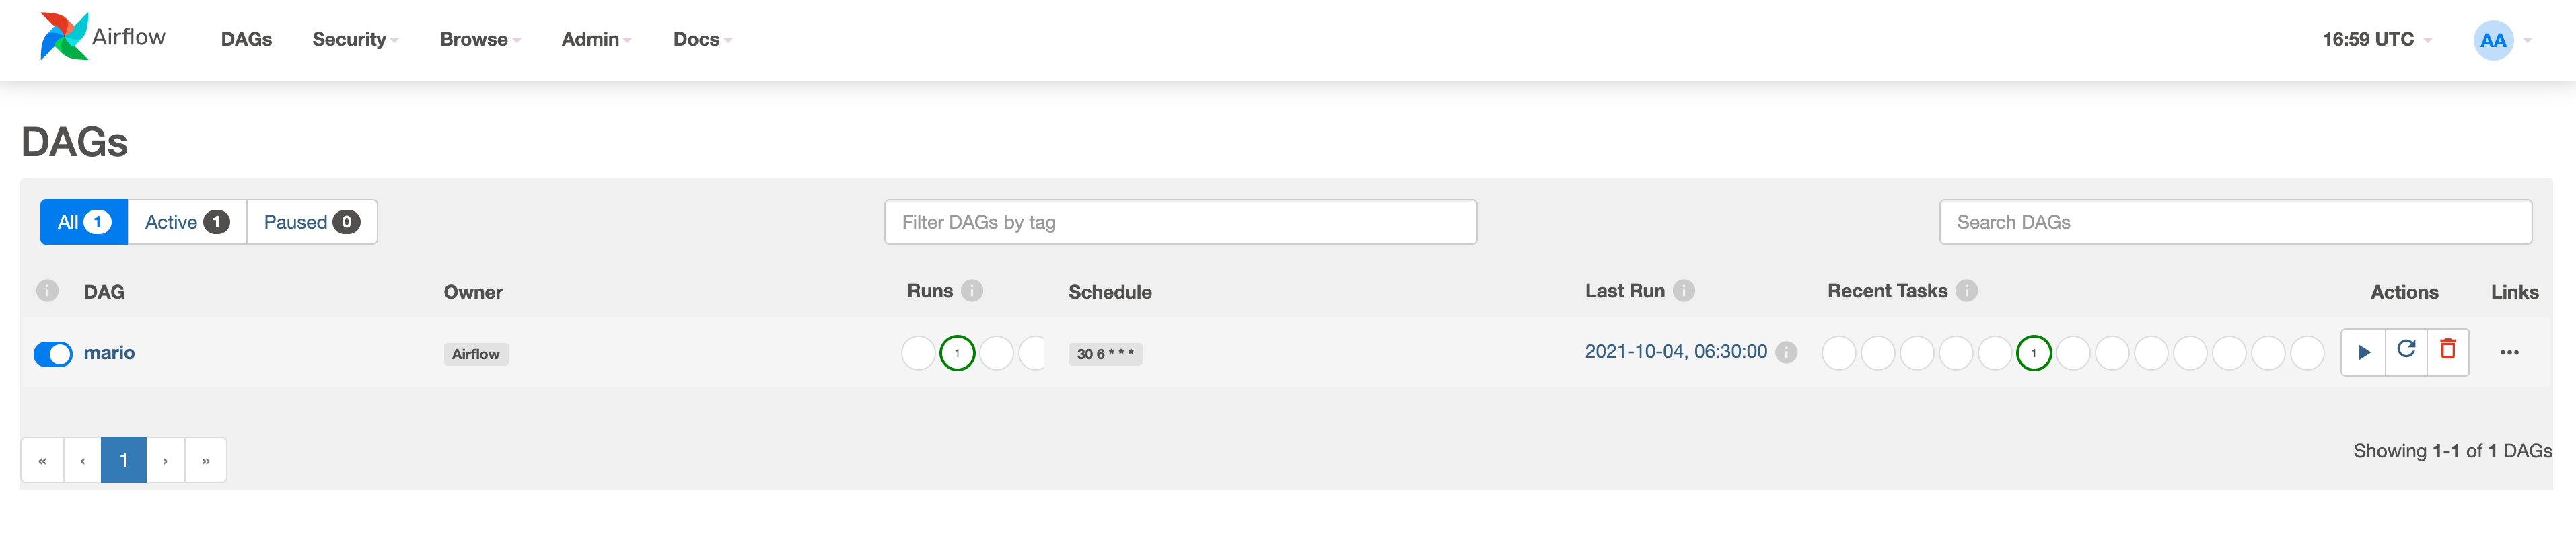 Airflow DAGs Security Browse Admin Docs 16:59 UTC AA
DAGs
All 1 Active 1 Paused 0 Filter DAGs by tag Search DAGs
i DAG Owner Runs i Schedule Last Run i Recent Tasks i Actions Links
mario Airflow 1 30 6 * * * 2021-10-04, 06:30:00 i 1 ...
« ‹ 1 › » Showing 1-1 of 1 DAGs